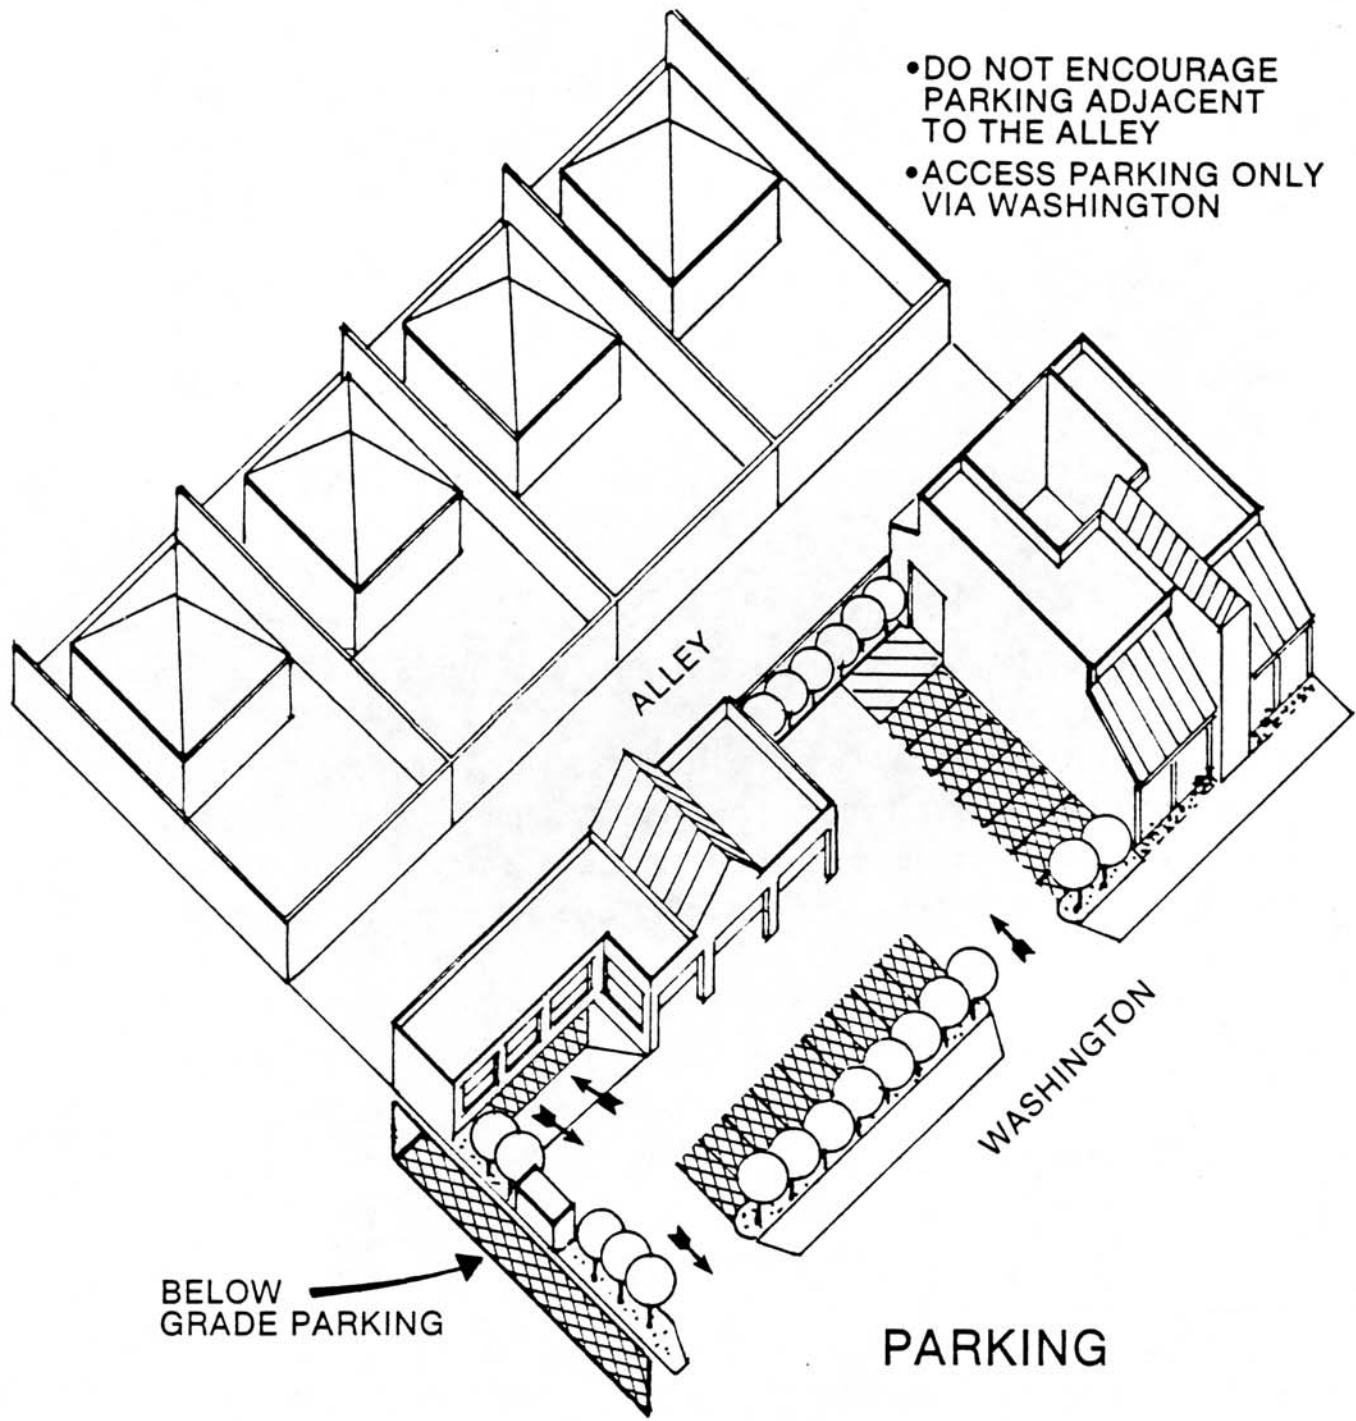 •DO NOT ENCOURAGE
PARKING ADJACENT
TO THE ALLEY
•ACCESS PARKING ONLY
VIA WASHINGTON
ALLEY
WASHINGTON
BELOW
GRADE PARKING
PARKING